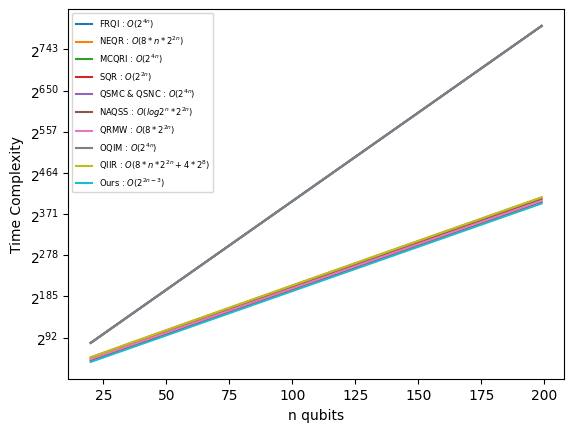 FRQI : O(2^{4n})
NEQR : O(8 * n * 2^{2n})
MCQRI : O(2^{4n})
SQR : O(2^{2n})
QSMC & QSNC : O(2^{4n})
NAQSS : O(log2^n * 2^{2n})
QRMW : O(8 * 2^{2n})
OQIM : O(2^{4n})
QIIR : O(8 * n * 2^{2n} + 4 * 2^8)
Ours : O(2^{2n-3})
Time Complexity
2^{743}
2^{650}
2^{557}
2^{464}
2^{371}
2^{278}
2^{185}
2^{92}
25 50 75 100 125 150 175 200
n qubits